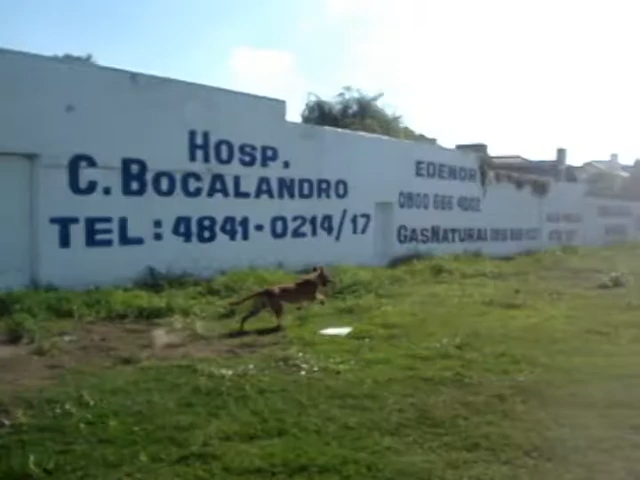 HOSP.
C. BOCALANDRO
TEL: 4841-0214/17
EDENOR
0800 666 4002
GASNATURAL